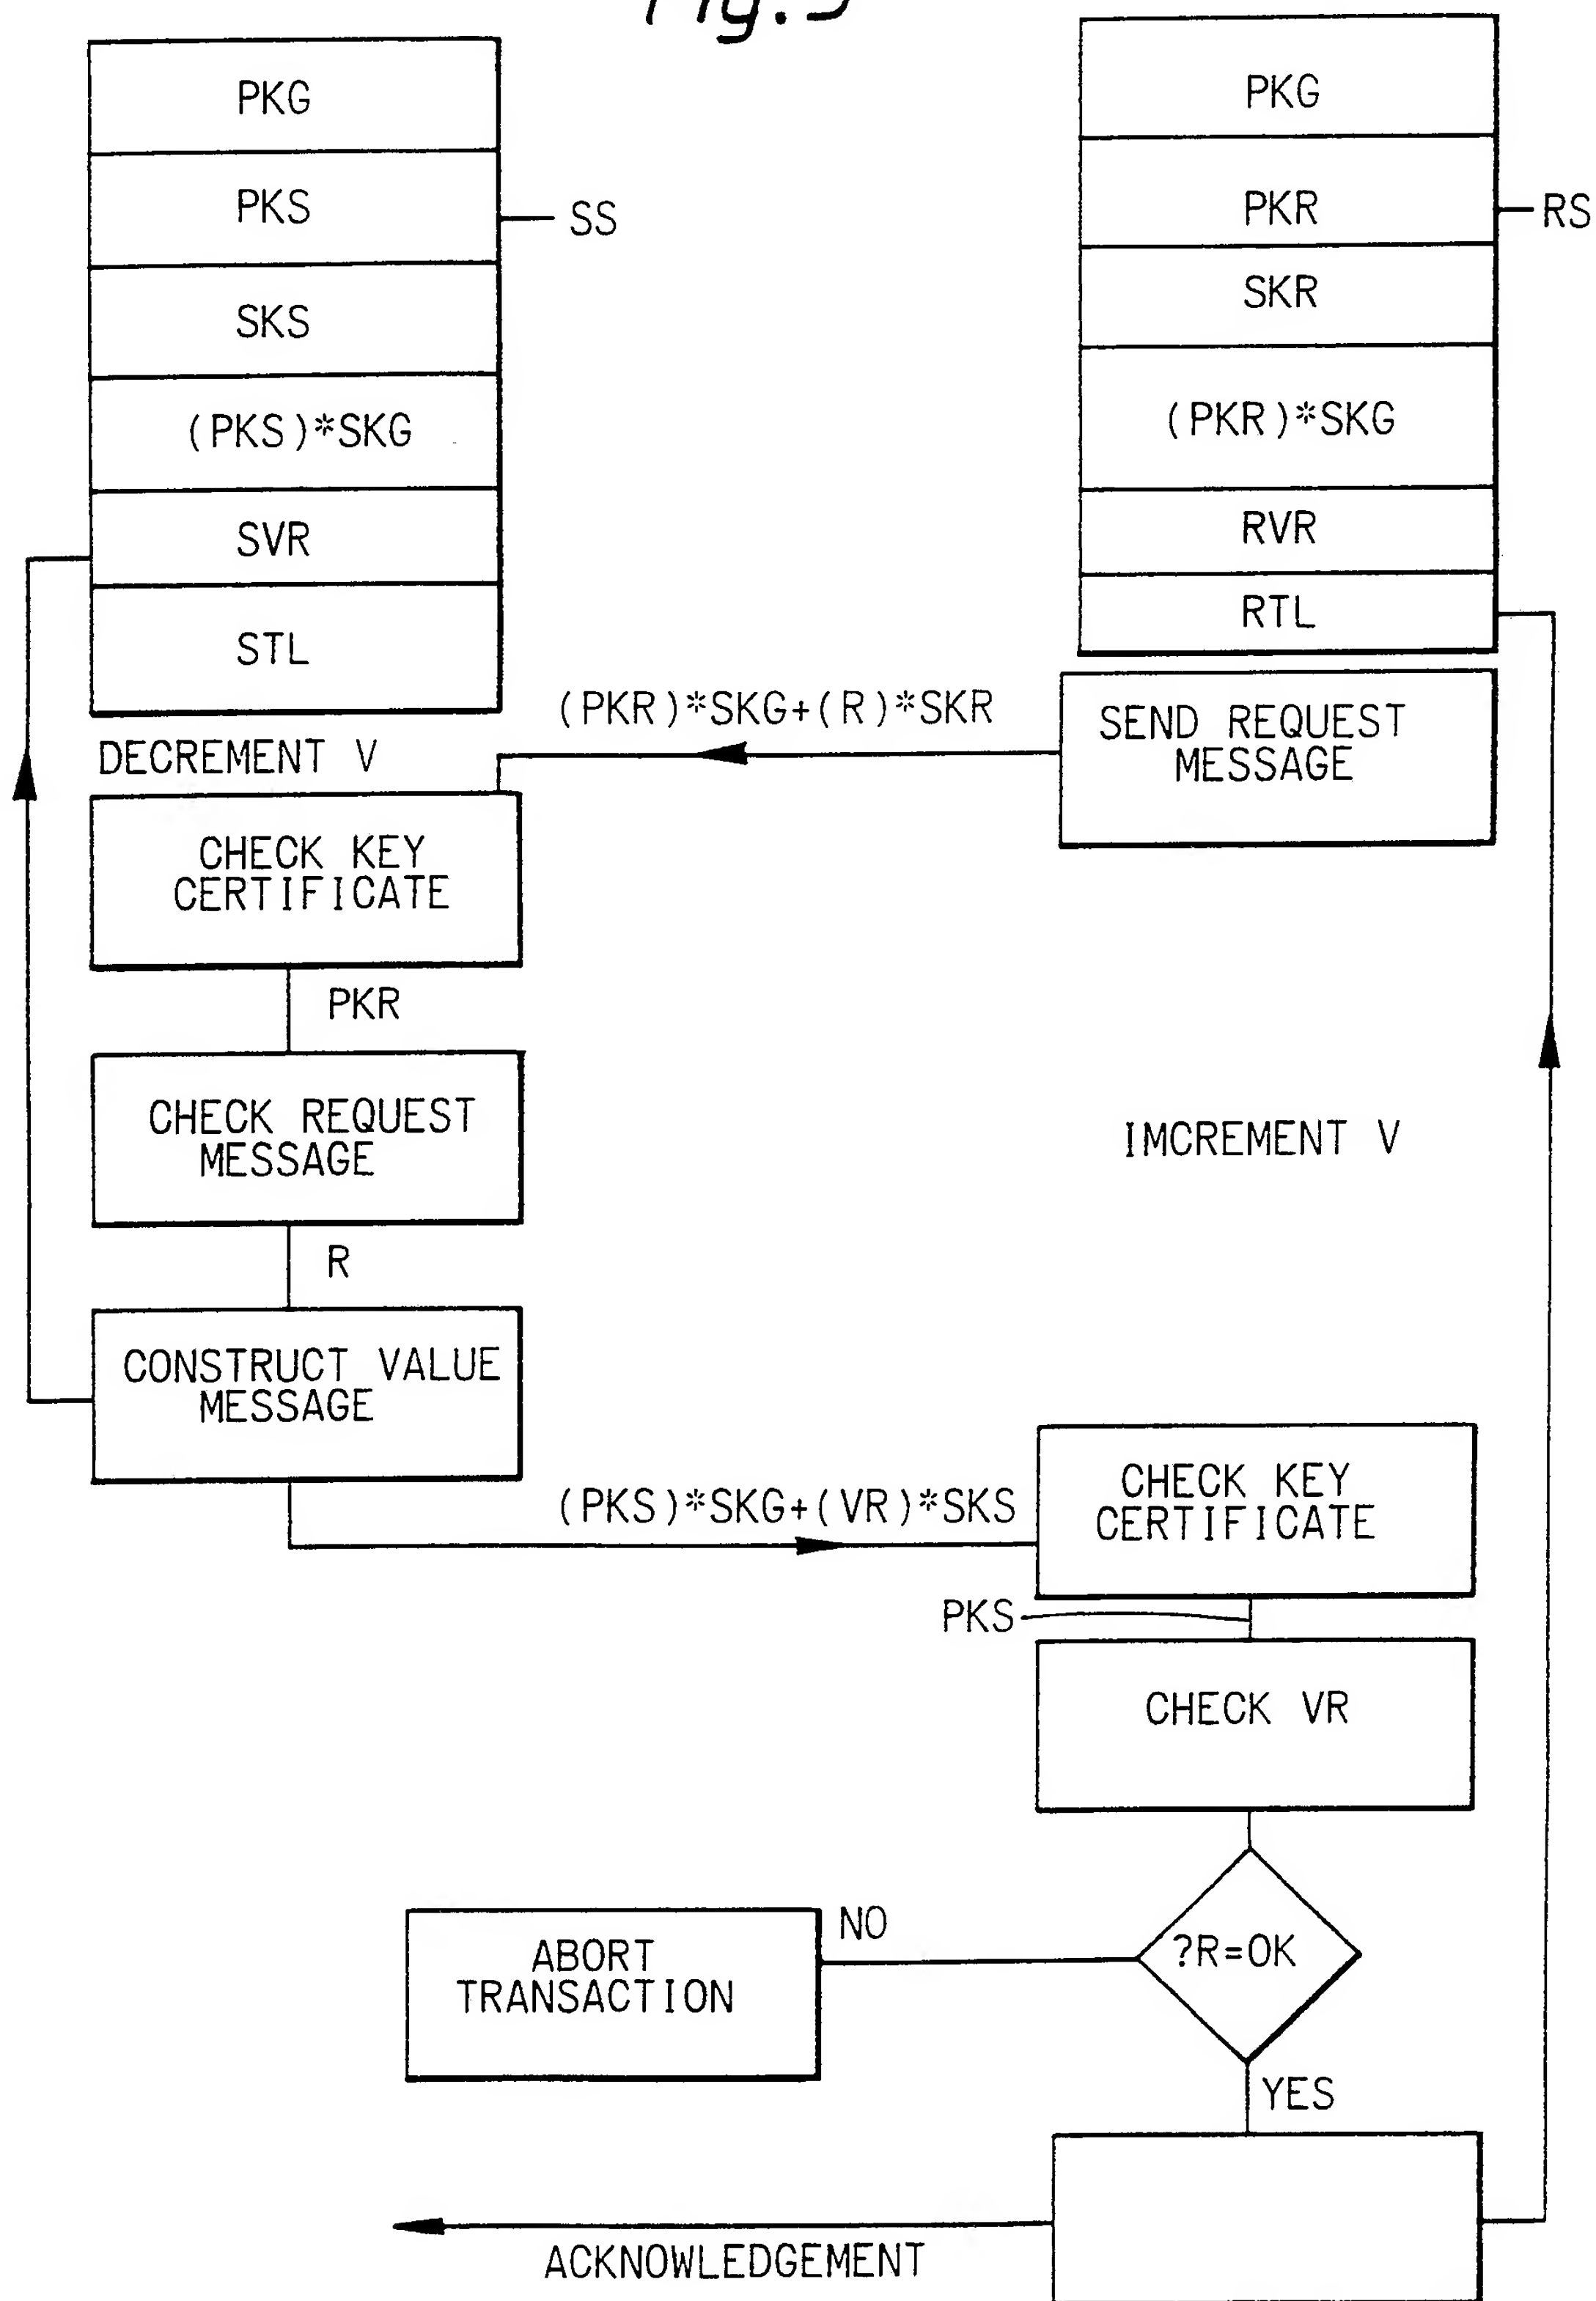 Fig. 3
PKG
PKS
SS
SKS
(PKS)*SKG
SVR
STL
PKG
PKR
RS
SKR
(PKR)*SKG
RVR
RTL
(PKR)*SKG+(R)*SKR
SEND REQUEST
MESSAGE
DECREMENT V
CHECK KEY
CERTIFICATE
PKR
CHECK REQUEST
MESSAGE
IMCREMENT V
R
CONSTRUCT VALUE
MESSAGE
(PKS)*SKG+(VR)*SKS
CHECK KEY
CERTIFICATE
PKS
CHECK VR
?R=OK
NO
ABORT
TRANSACTION
YES
ACKNOWLEDGEMENT